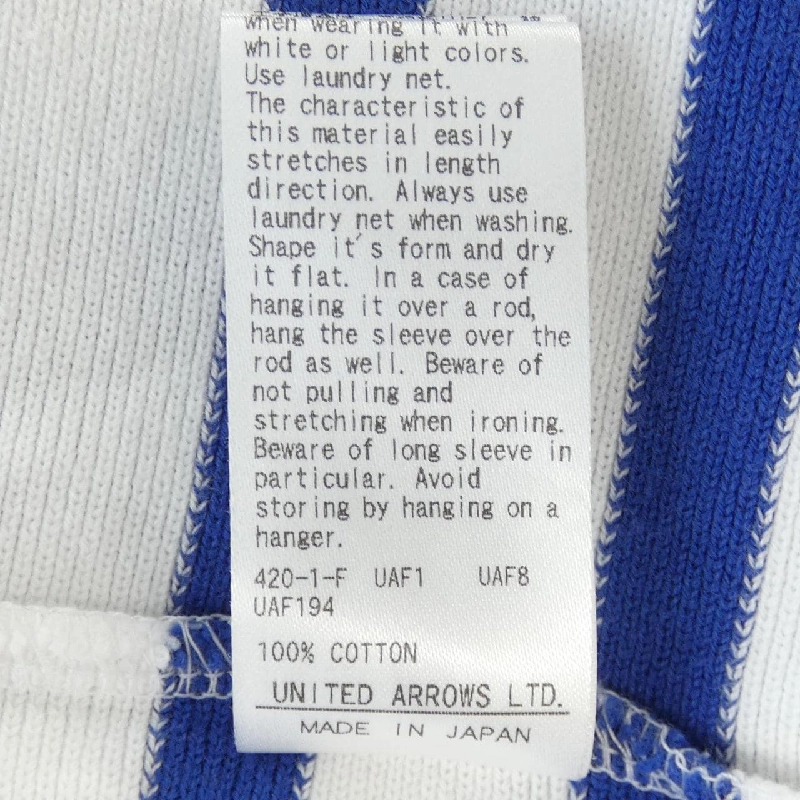 when wearing it with
white or light colors.
Use laundry net.
The characteristic of
this material easily
stretches in length
direction. Always use
laundry net when washing.
Shape it's form and dry
it flat. In a case of
hanging it over a rod,
hang the sleeve over the
rod as well. Beware of
not pulling and
stretching when ironing.
Beware of long sleeve in
particular. Avoid
storing by hanging on a
hanger.
420-1-F UAF1 UAF8
UAF194
100% COTTON
UNITED ARROWS LTD.
MADE IN JAPAN